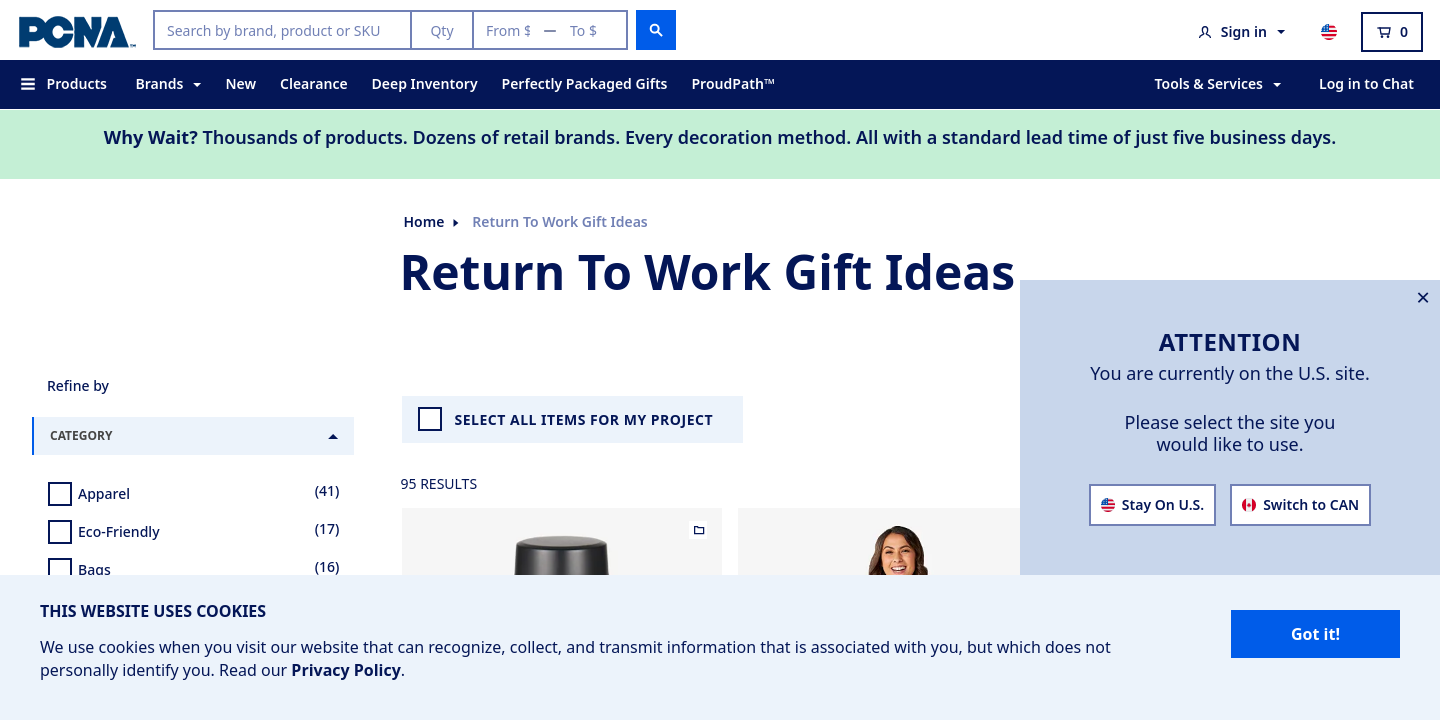 PCNA™
Search by brand, product or SKU
Qty
From $ — To $
Sign in
0
Products
Brands
New
Clearance
Deep Inventory
Perfectly Packaged Gifts
ProudPath™
Tools & Services
Log in to Chat
Why Wait? Thousands of products. Dozens of retail brands. Every decoration method. All with a standard lead time of just five business days.
Home
Return To Work Gift Ideas
Return To Work Gift Ideas
ATTENTION
You are currently on the U.S. site.
Please select the site you
would like to use.
Stay On U.S.
Switch to CAN
Refine by
CATEGORY
Apparel (41)
Eco-Friendly (17)
Bags (16)
SELECT ALL ITEMS FOR MY PROJECT
95 RESULTS
THIS WEBSITE USES COOKIES
We use cookies when you visit our website that can recognize, collect, and transmit information that is associated with you, but which does not
personally identify you. Read our Privacy Policy.
Got it!